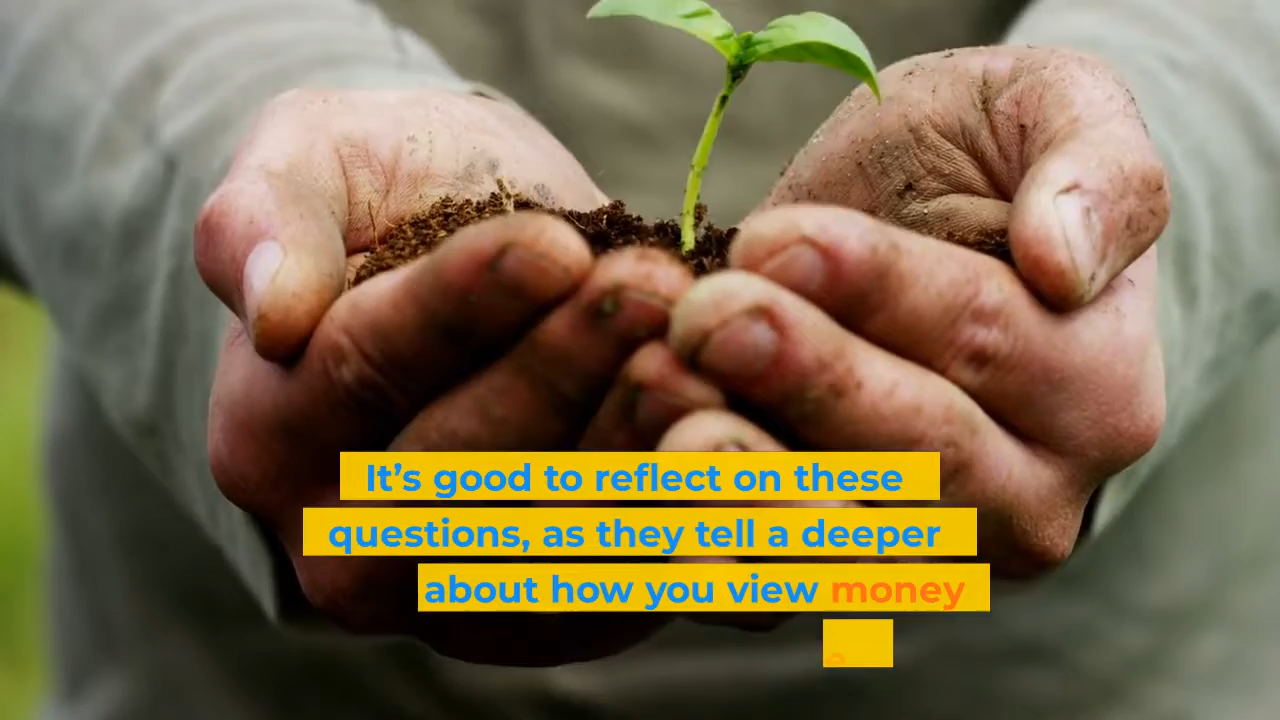 It’s good to reflect on these
questions, as they tell a deeper
about how you view money
a